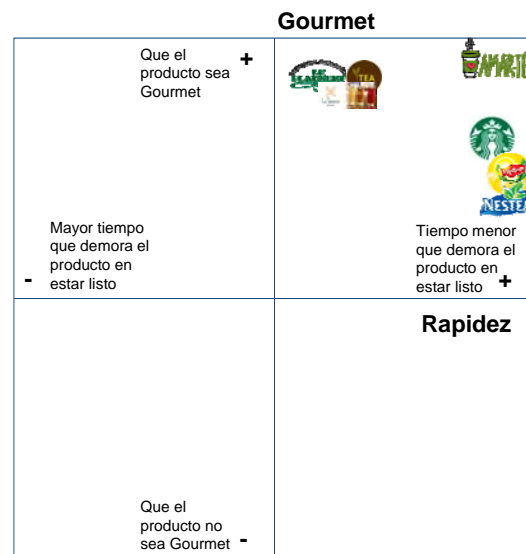 Gourmet
Que el
producto sea
Gourmet
+
TEA
NESTEA
Mayor tiempo
que demora el
producto en
estar listo
-
Tiempo menor
que demora el
producto en
estar listo
+
Rapidez
Que el
producto no
sea Gourmet
-